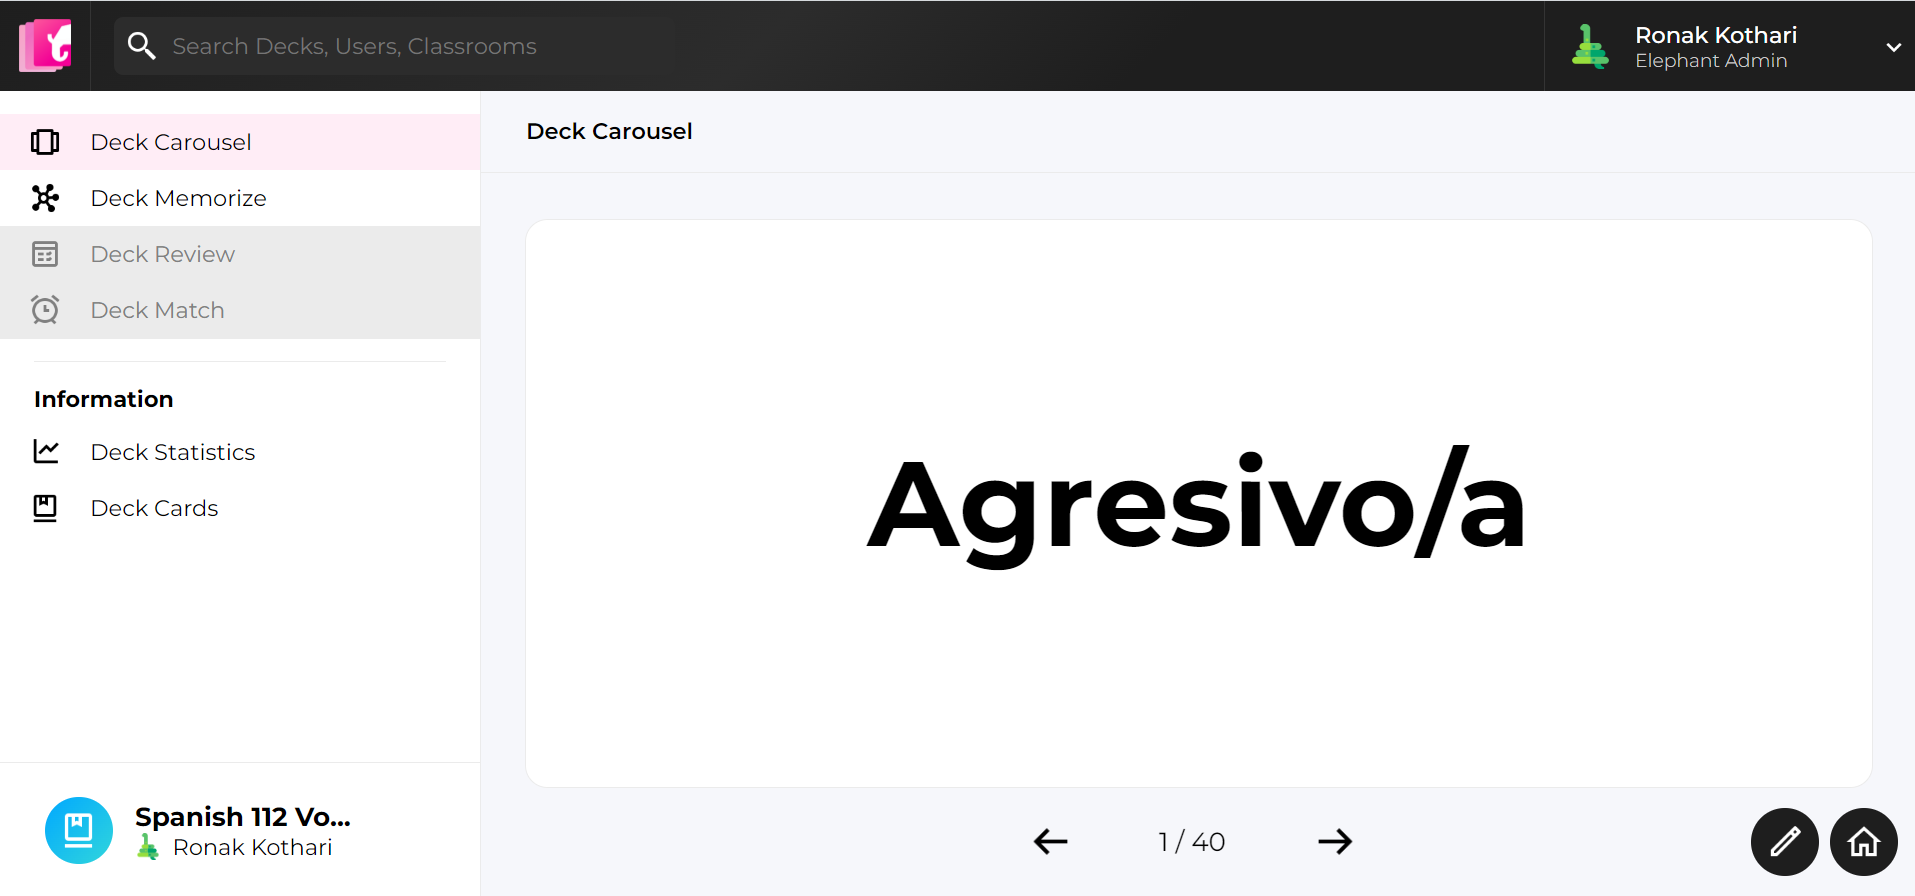 Search Decks, Users, Classrooms
Ronak Kothari
Elephant Admin
Deck Carousel
Deck Memorize
Deck Review
Deck Match
Information
Deck Statistics
Deck Cards
Spanish 112 Vo...
Ronak Kothari
Deck Carousel
Agresivo/a
1 / 40